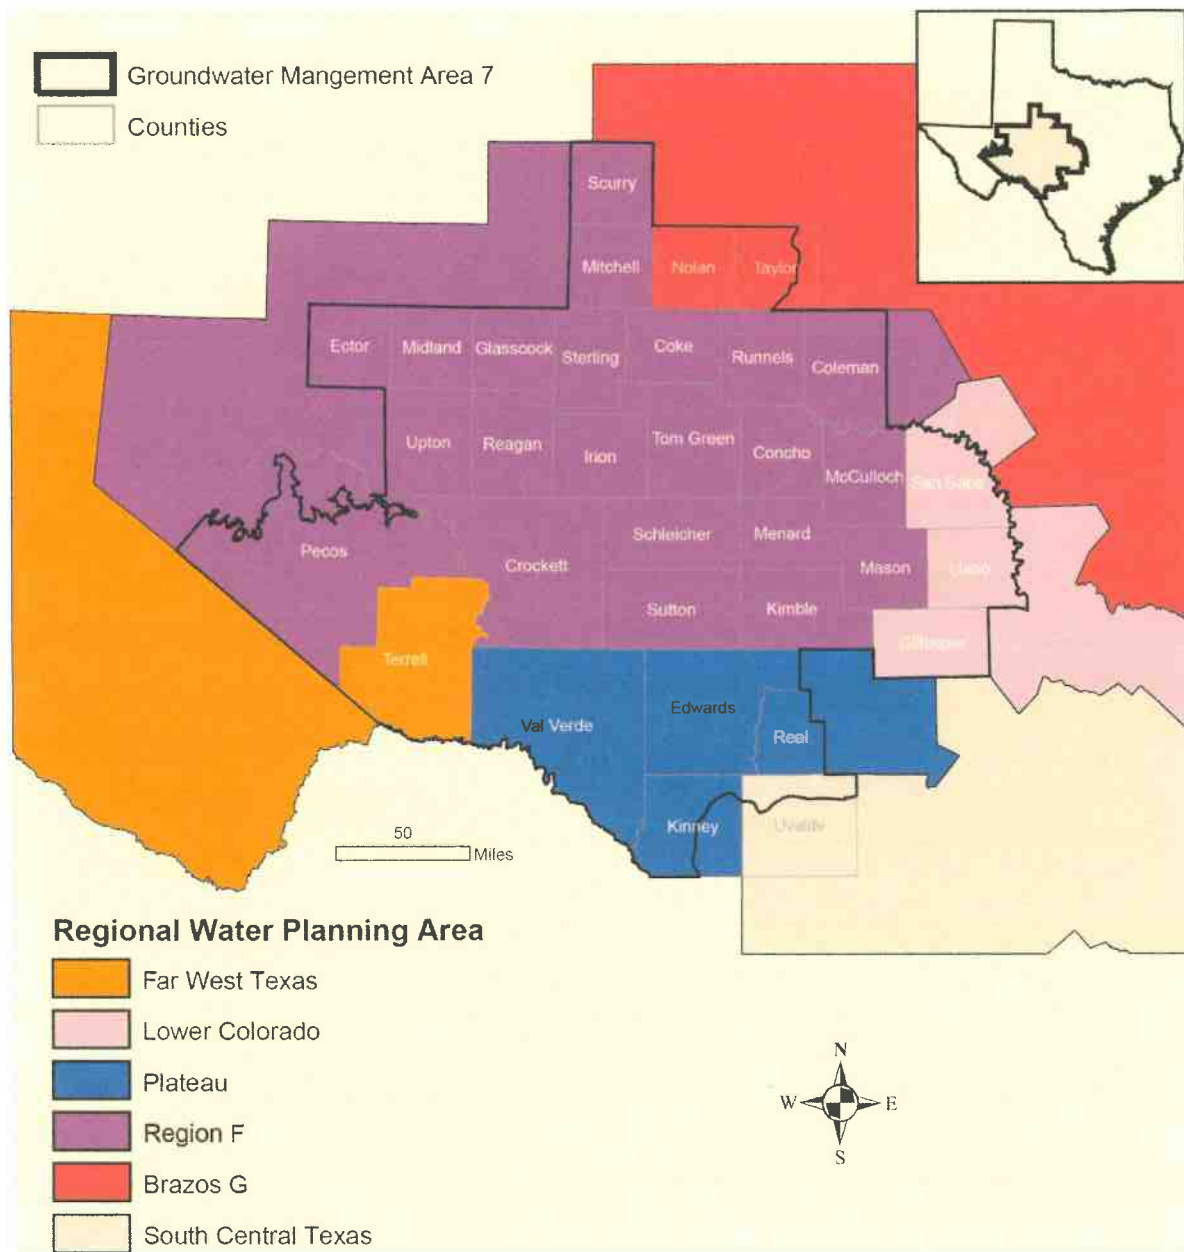 Groundwater Mangement Area 7
Counties
Scurry
Mitchell
Nolan
Taylor
Ector
Midland
Glasscock
Sterling
Coke
Runnels
Coleman
Upton
Reagan
Irion
Tom Green
Concho
McCulloch
San Saba
Pecos
Crockett
Schleicher
Menard
Mason
Llano
Sutton
Kimble
Gillespie
Terrell
Val Verde
Edwards
Real
Kinney
Uvalde
50
Miles
Regional Water Planning Area
Far West Texas
Lower Colorado
Plateau
Region F
Brazos G
South Central Texas
N
W
E
S